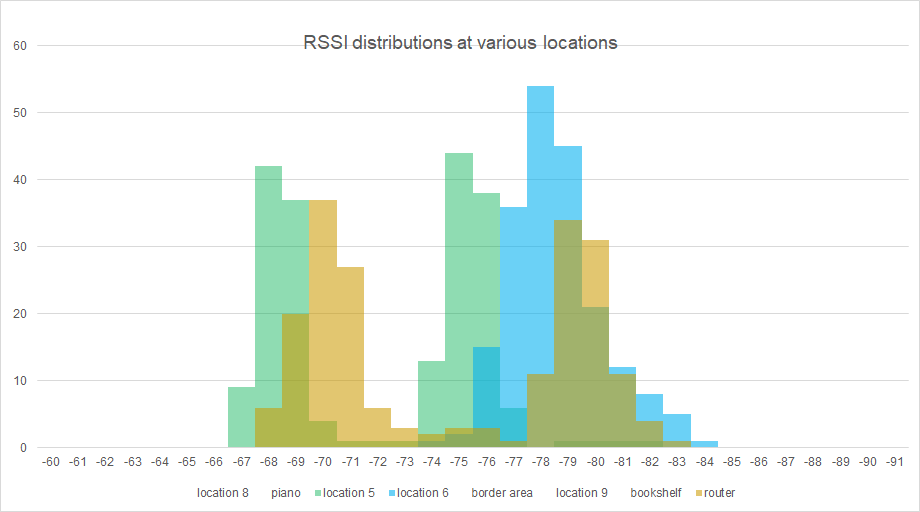 RSSI distributions at various locations
60
50
40
30
20
10
0
-60 -61 -62 -63 -64 -65 -66 -67 -68 -69 -70 -71 -72 -73 -74 -75 -76 -77 -78 -79 -80 -81 -82 -83 -84 -85 -86 -87 -88 -89 -90 -91
location 8 piano location 5 location 6 border area location 9 bookshelf router